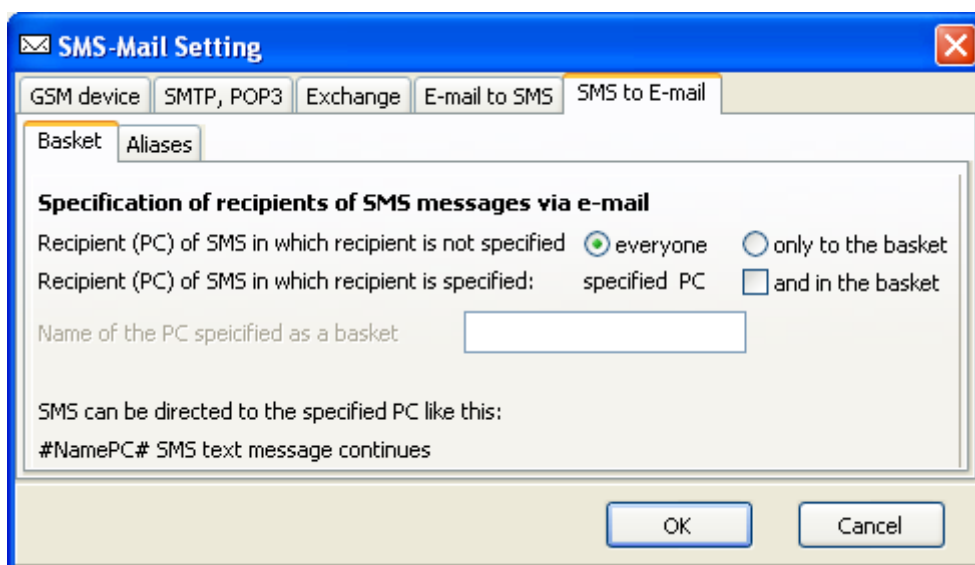 SMS-Mail Setting
GSM device SMTP, POP3 Exchange E-mail to SMS SMS to E-mail
Basket Aliases
Specification of recipients of SMS messages via e-mail
Recipient (PC) of SMS in which recipient is not specified everyone only to the basket
Recipient (PC) of SMS in which recipient is specified: specified PC and in the basket
Name of the PC speicified as a basket
SMS can be directed to the specified PC like this:
#NamePC# SMS text message continues
OK Cancel